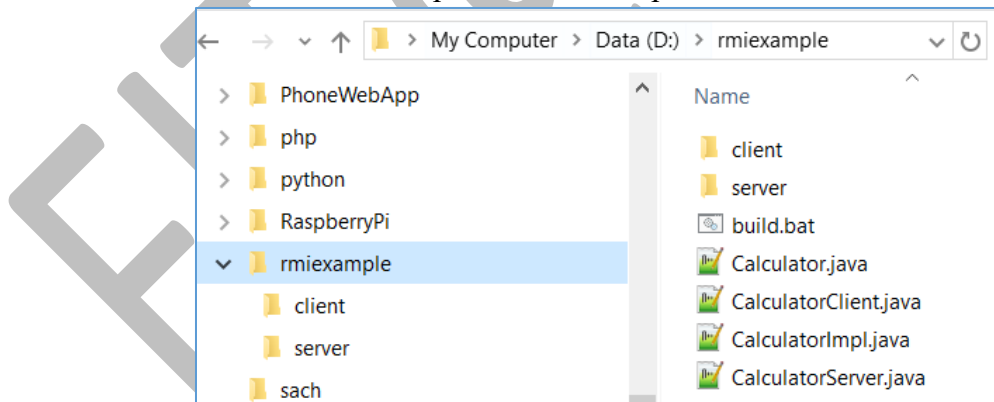 My Computer > Data (D:) > rmiexample
PhoneWebApp
php
python
RaspberryPi
rmiexample
client
server
sach
Name
client
server
build.bat
Calculator.java
CalculatorClient.java
CalculatorImpl.java
CalculatorServer.java